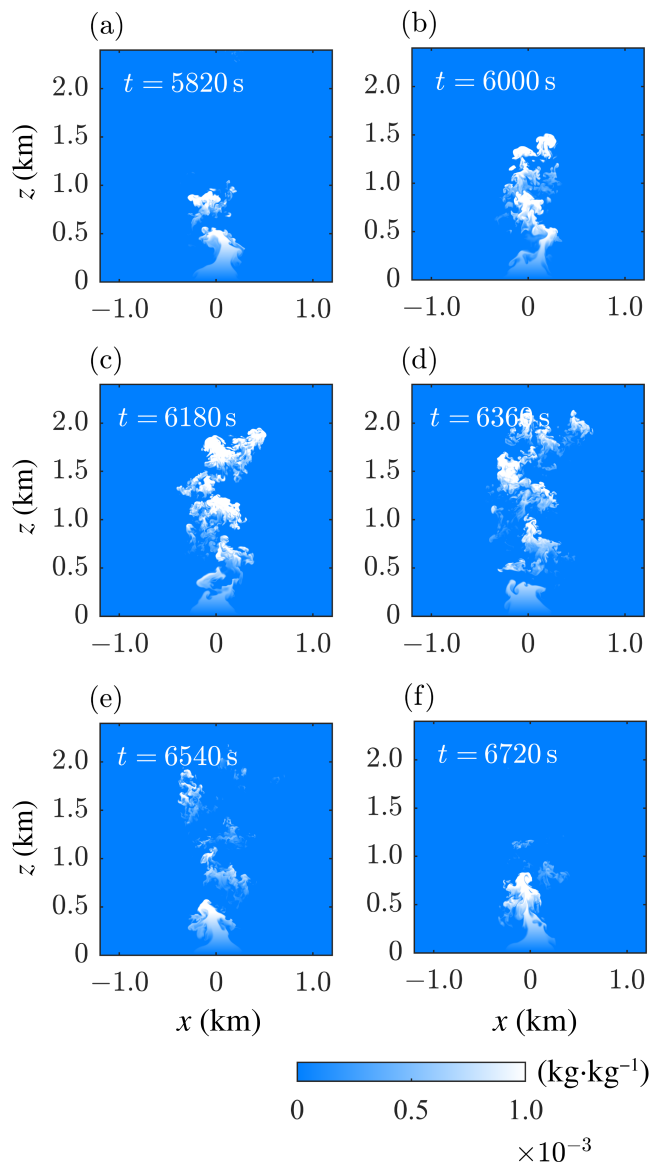 (a)
(b)
t = 5820 s
t = 6000 s
2.0
1.5
1.0
0.5
0
z (km)
2.0
1.5
1.0
0.5
0
−1.0 0 1.0
−1.0 0 1.0
(c)
(d)
t = 6180 s
t = 6360 s
2.0
1.5
1.0
0.5
0
z (km)
2.0
1.5
1.0
0.5
0
−1.0 0 1.0
−1.0 0 1.0
(e)
(f)
t = 6540 s
t = 6720 s
2.0
1.5
1.0
0.5
0
z (km)
2.0
1.5
1.0
0.5
0
−1.0 0 1.0
−1.0 0 1.0
x (km)
x (km)
(kg·kg⁻¹)
0 0.5 1.0
×10⁻³